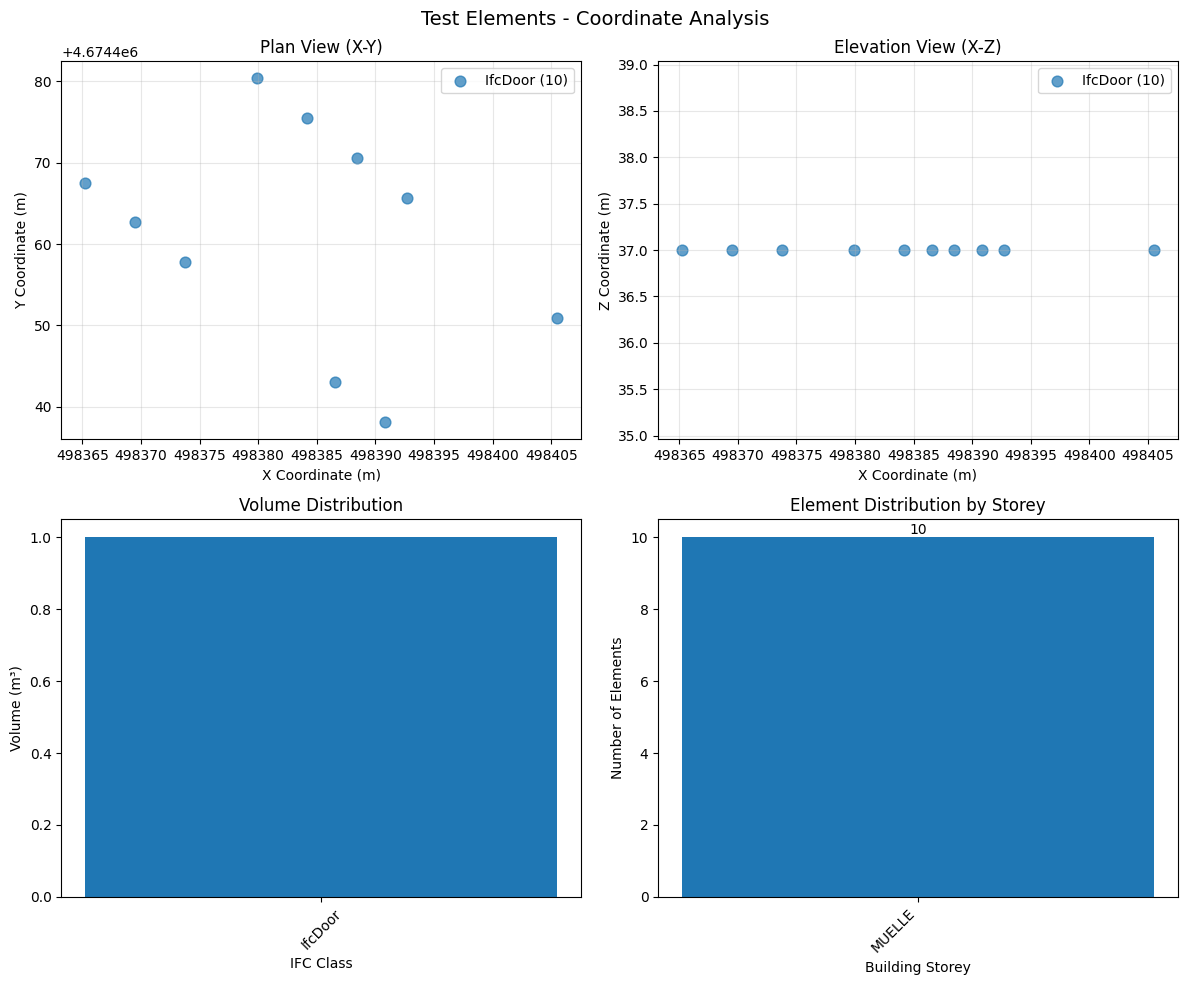 Test Elements - Coordinate Analysis
Plan View (X-Y)
+4.6744e6
IfcDoor (10)
80
70
60
50
40
Y Coordinate (m)
498365 498370 498375 498380 498385 498390 498395 498400 498405
X Coordinate (m)
Elevation View (X-Z)
IfcDoor (10)
39.0
38.5
38.0
37.5
37.0
36.5
36.0
35.5
35.0
Z Coordinate (m)
498365 498370 498375 498380 498385 498390 498395 498400 498405
X Coordinate (m)
Volume Distribution
1.0
0.8
0.6
0.4
0.2
0.0
Volume (m³)
IfcDoor
IFC Class
Element Distribution by Storey
10
10
8
6
4
2
0
Number of Elements
MUELLE
Building Storey